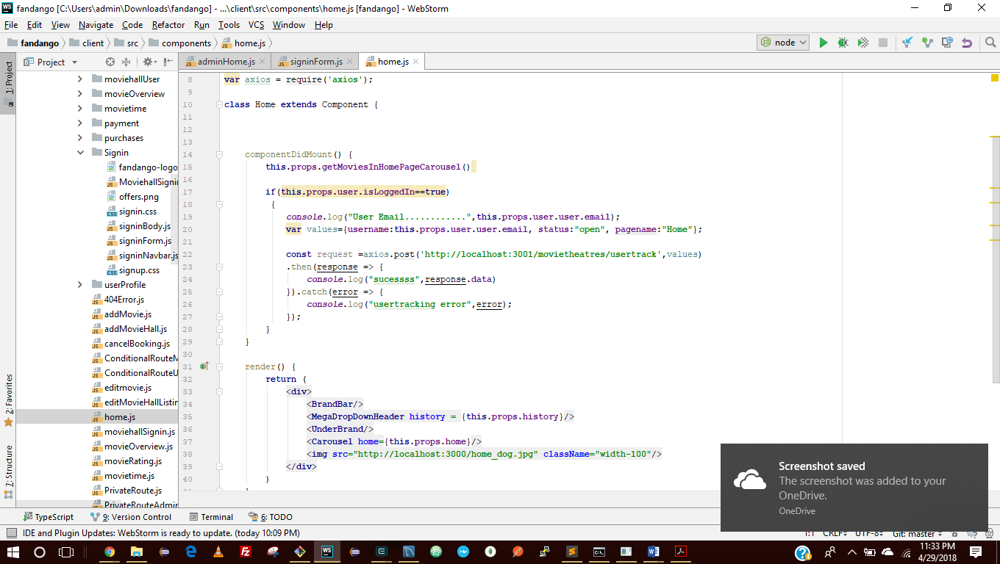 fandango [C:\Users\admin\Downloads\fandango] - ...\client\src\components\home.js [fandango] - WebStorm
File Edit View Navigate Code Refactor Run Tools VCS Window Help
fandango client src components home.js
node
Project
adminHome.js signinForm.js home.js
1: Project
2: Favorites
7: Structure
moviehallUser
movieOverview
movietime
payment
purchases
Signin
fandango-logo
MoviehallSignin
offers.png
signin.css
signinBody.js
signinForm.js
signinNavbar.js
signup.css
userProfile
404Error.js
addMovie.js
addMovieHall.js
cancelBooking.js
ConditionalRouteM
ConditionalRouteU
editmovie.js
editMovieHallListin
home.js
moviehallSignin.js
movieOverview.js
movieRating.js
movietime.js
PrivateRoute.js
PrivateRouteAdmin
8 var axios = require('axios');
9
10 class Home extends Component {
11
12
13
14 componentDidMount() {
15 this.props.getMoviesInHomePageCarousel()
16
17 if(this.props.user.isLoggedIn==true)
18 {
19 console.log("User Email............",this.props.user.user.email);
20 var values={username:this.props.user.user.email, status:"open", pagename:"Home"};
21
22 const request =axios.post('http://localhost:3001/movietheatres/usertrack',values)
23 .then(response => {
24 console.log("sucessss",response.data)
25 }).catch(error => {
26 console.log("usertracking error",error);
27 });
28 }
29 }
30
31 render() {
32 return (
33 <div>
34 <BrandBar/>
35 <MegaDropDownHeader history = {this.props.history}/>
36 <UnderBrand/>
37 <Carousel home={this.props.home}/>
38 <img src="http://localhost:3000/home_dog.jpg" className="width-100"/>
39 </div>
40 )
Screenshot saved
The screenshot was added to your
OneDrive.
OneDrive
TypeScript 9: Version Control Terminal 6: TODO
IDE and Plugin Updates: WebStorm is ready to update. (today 10:09 PM)
1:1 CRLF÷ UTF-8÷ Git: master÷
11:33 PM
4/29/2018